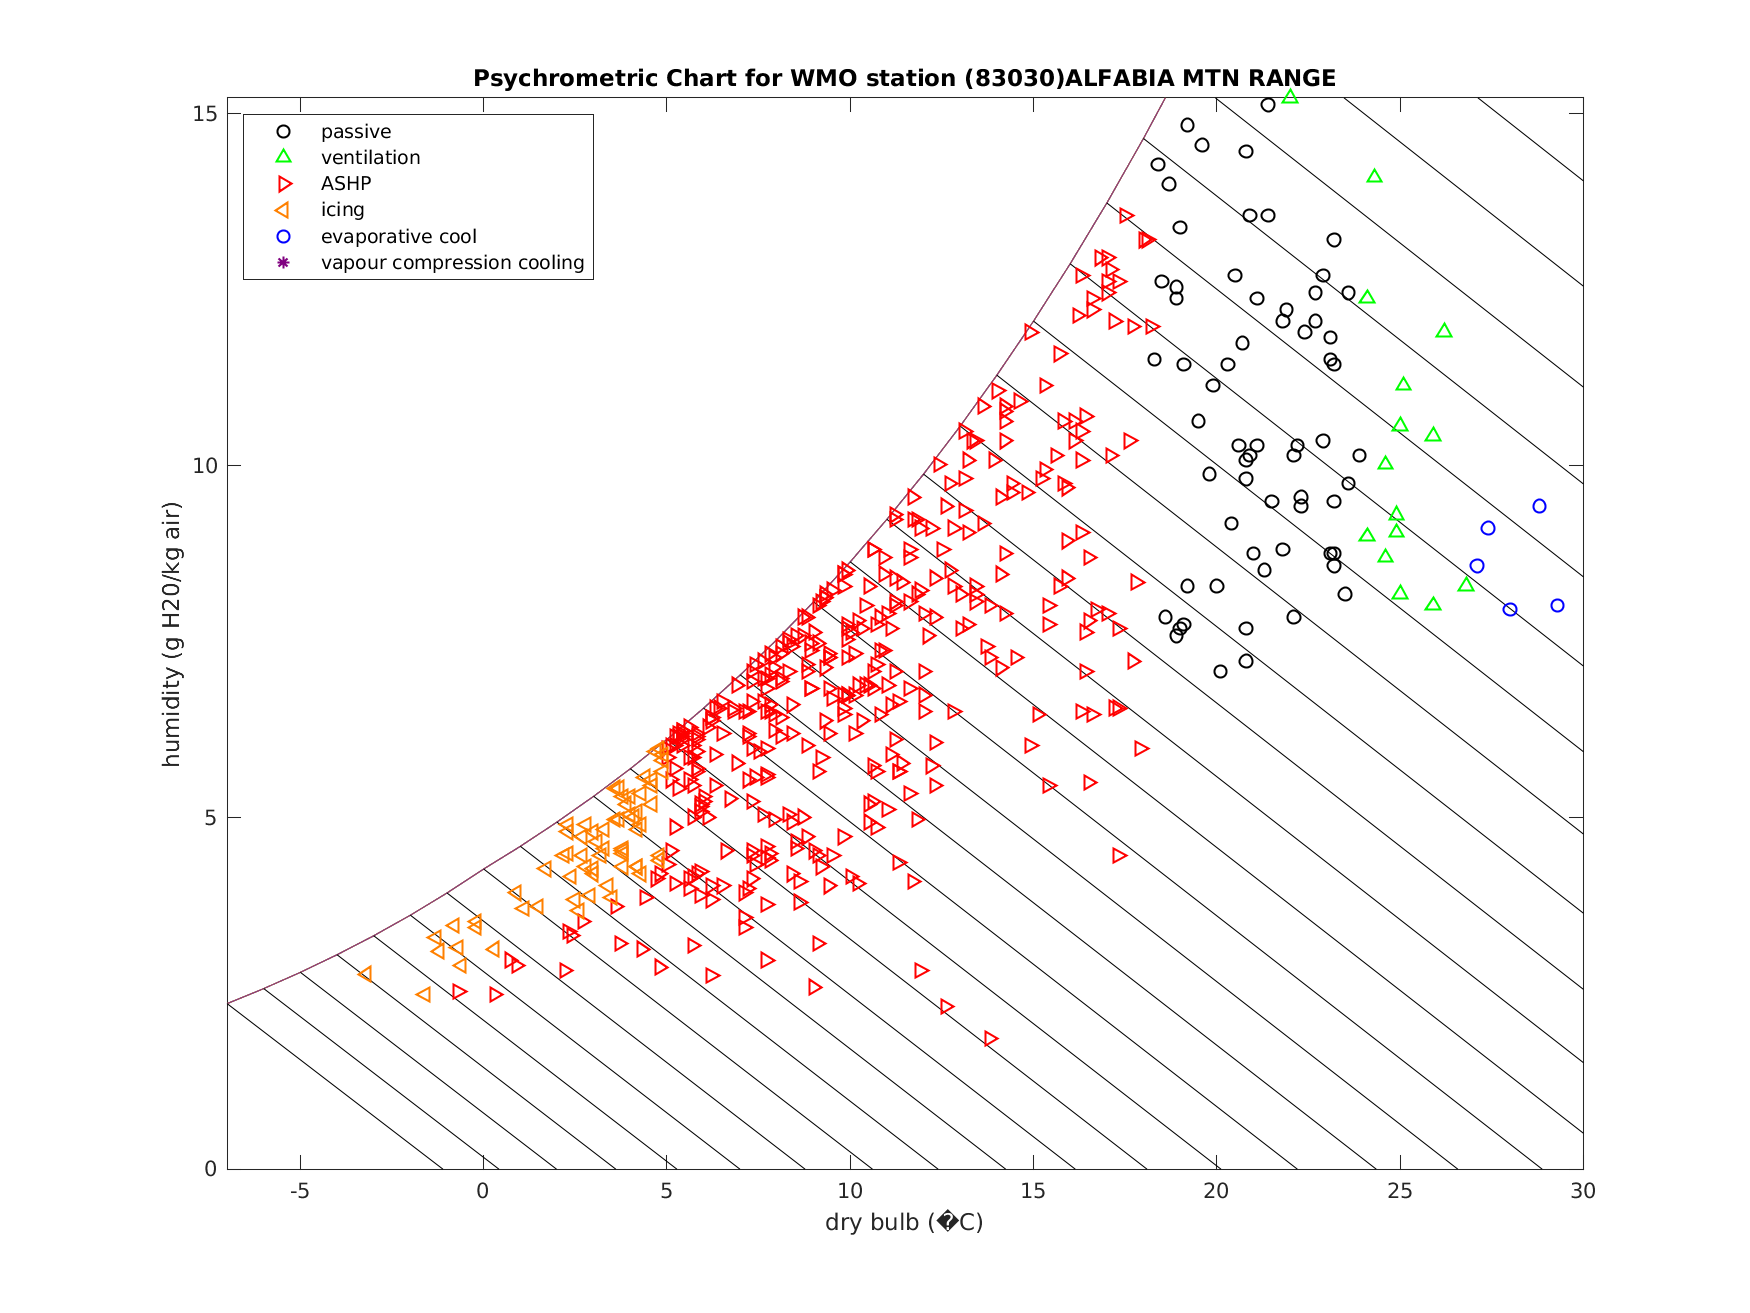 Psychrometric Chart for WMO station (83030)ALFABIA MTN RANGE
15
10
5
0
humidity (g H20/kg air)
passive
ventilation
ASHP
icing
evaporative cool
vapour compression cooling
-5 0 5 10 15 20 25 30
dry bulb (�C)